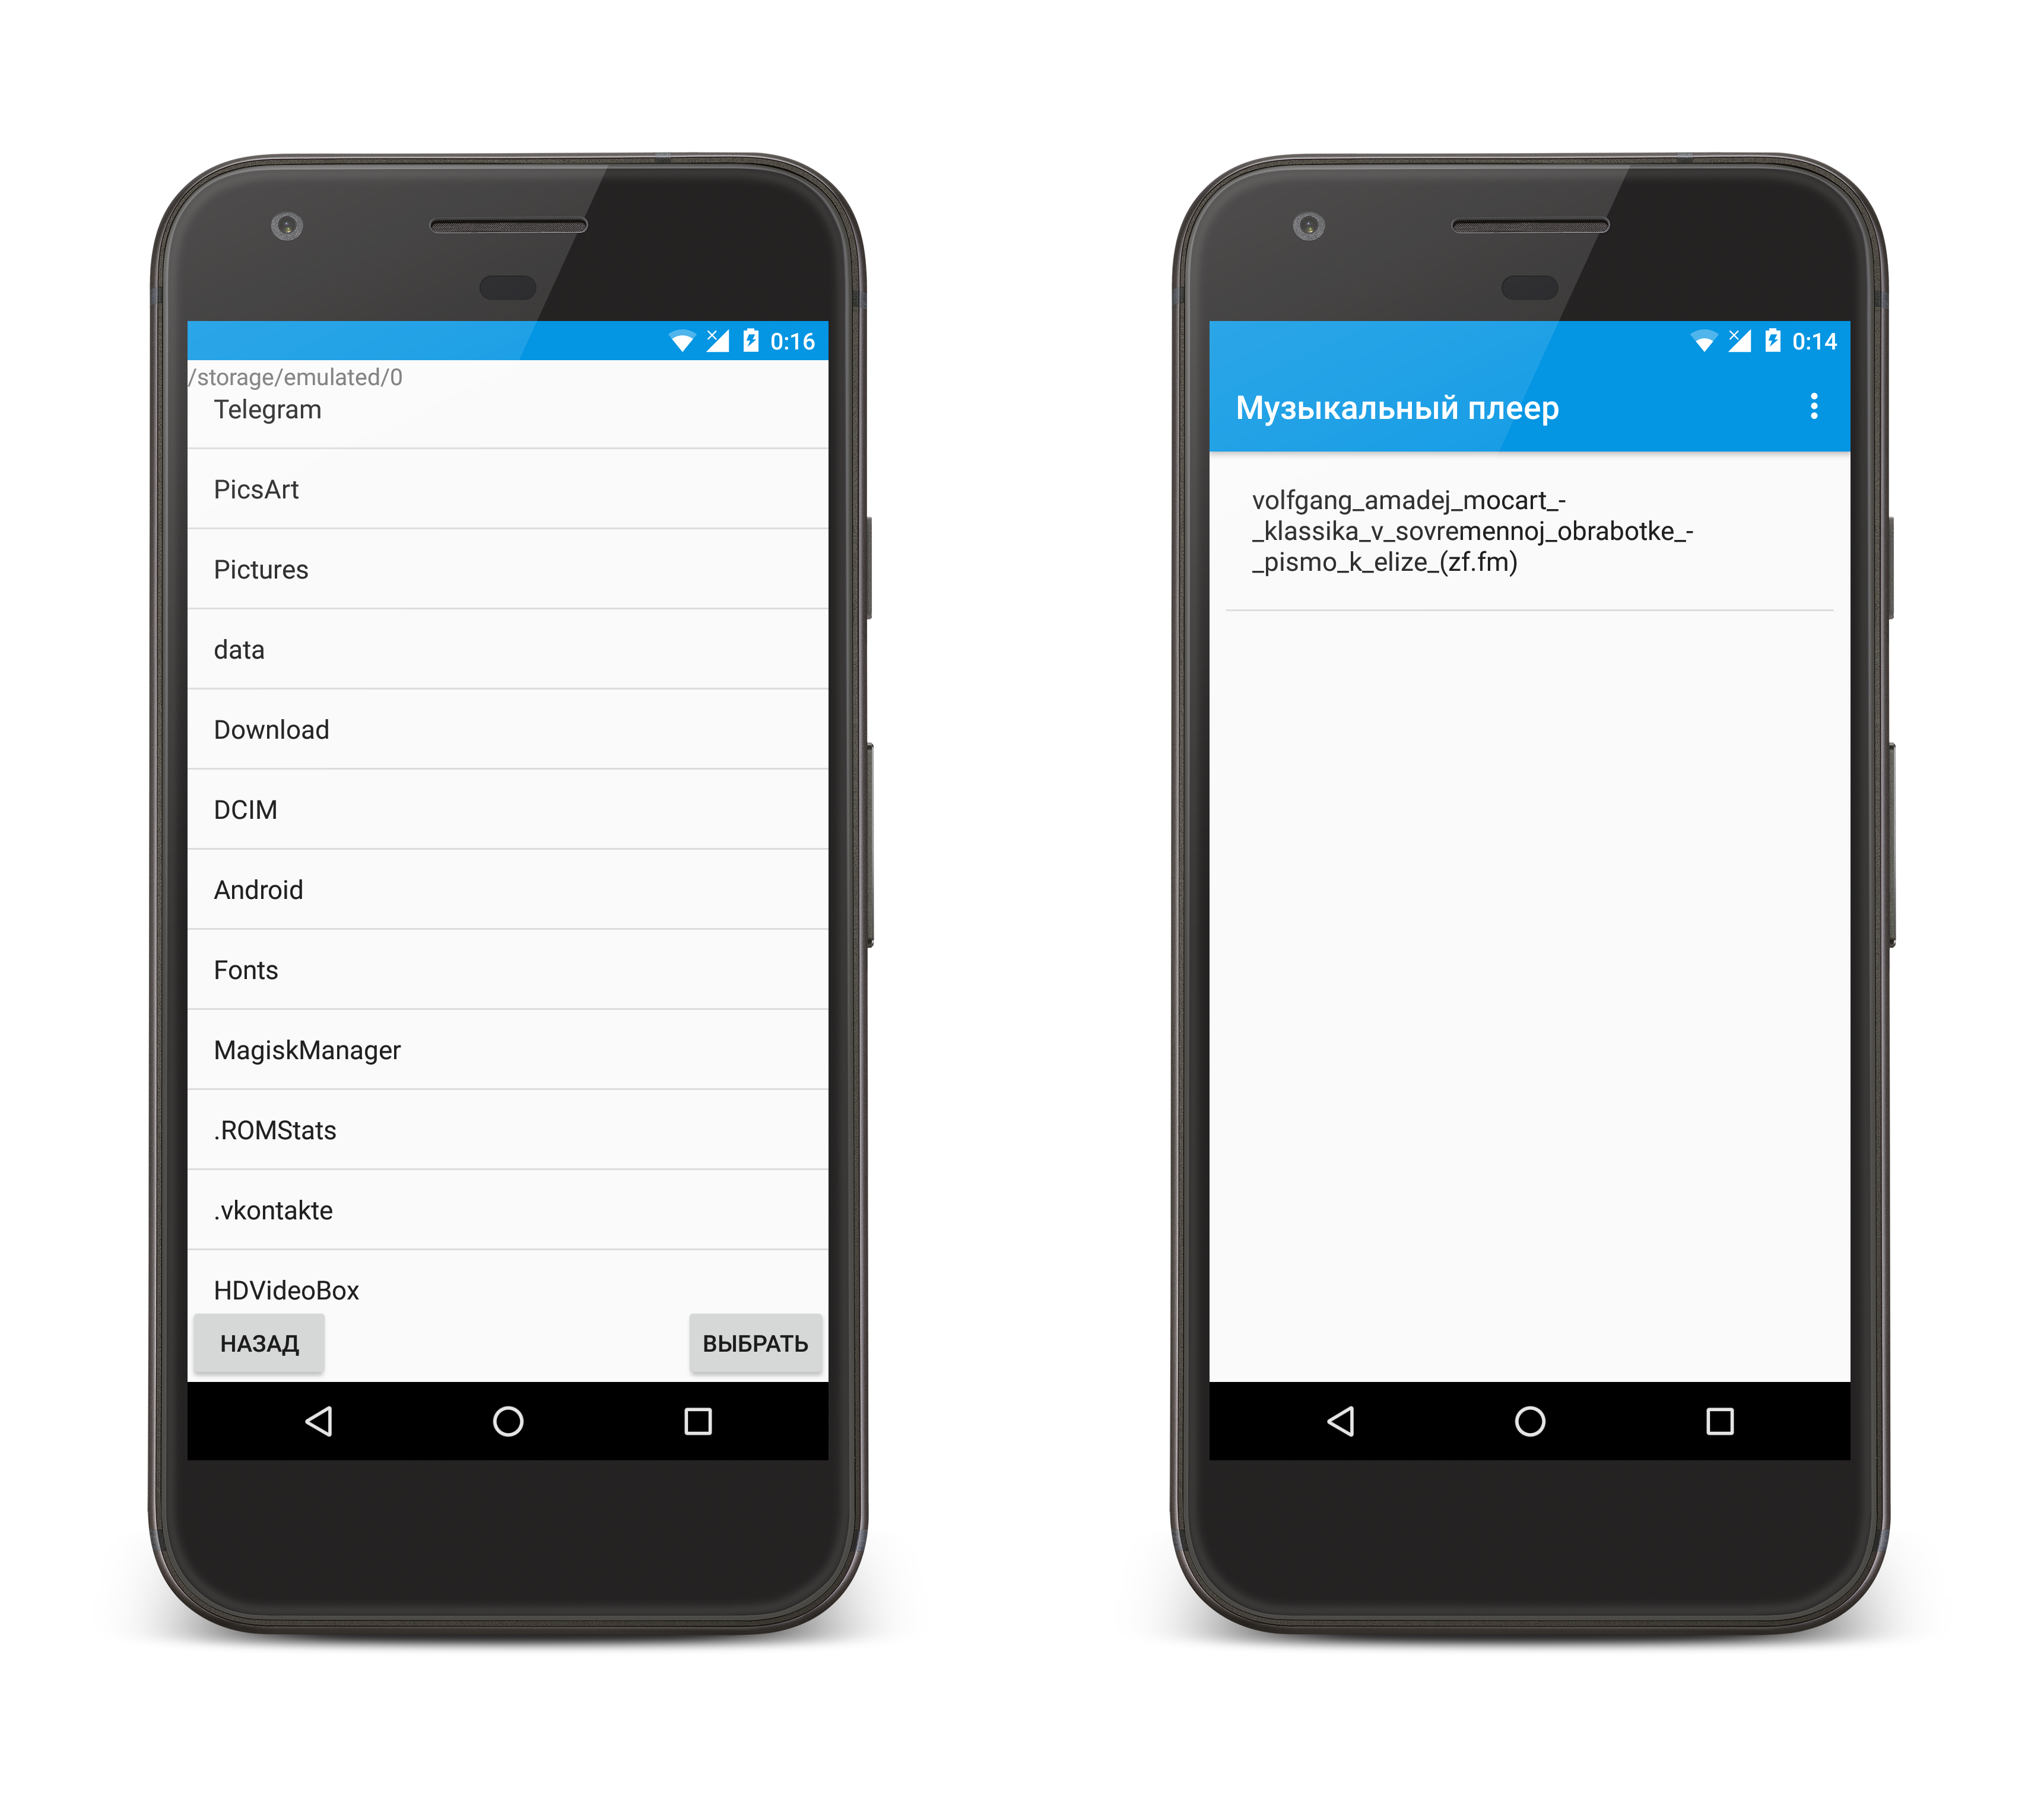 0:16
/storage/emulated/0
Telegram
PicsArt
Pictures
data
Download
DCIM
Android
Fonts
MagiskManager
.ROMStats
.vkontakte
HDVideoBox
НАЗАД
ВЫБРАТЬ
0:14
Музыкальный плеер
volfgang_amadej_mocart_-
_klassika_v_sovremennoj_obrabotke_-
_pismo_k_elize_(zf.fm)